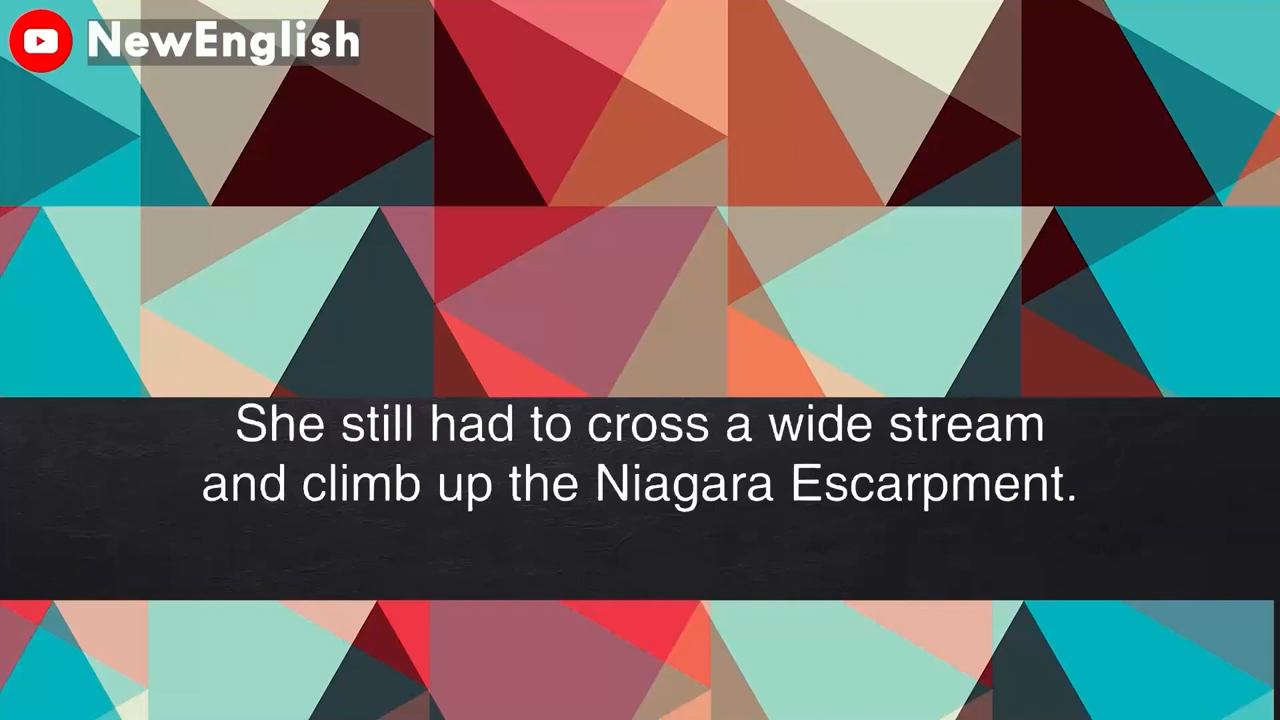 NewEnglish
She still had to cross a wide stream
and climb up the Niagara Escarpment.